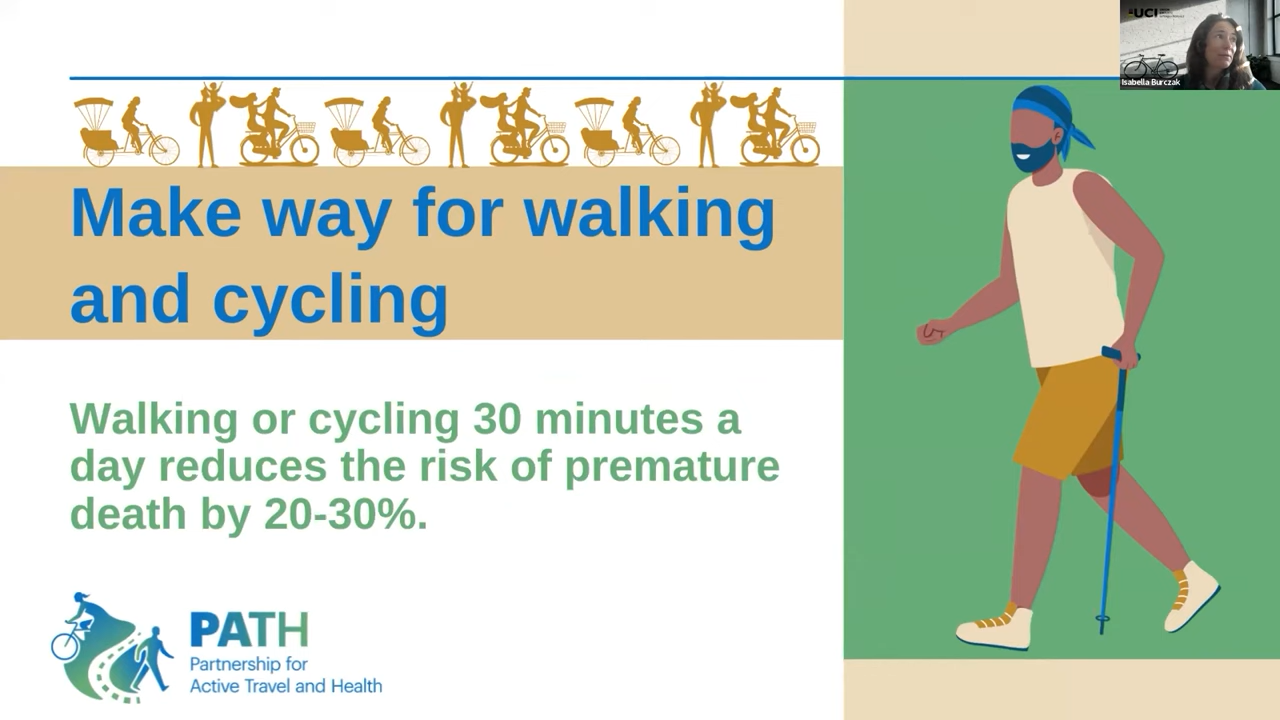 UCI
Isabella Burczak
Make way for walking
and cycling
Walking or cycling 30 minutes a
day reduces the risk of premature
death by 20-30%.
PATH
Partnership for
Active Travel and Health